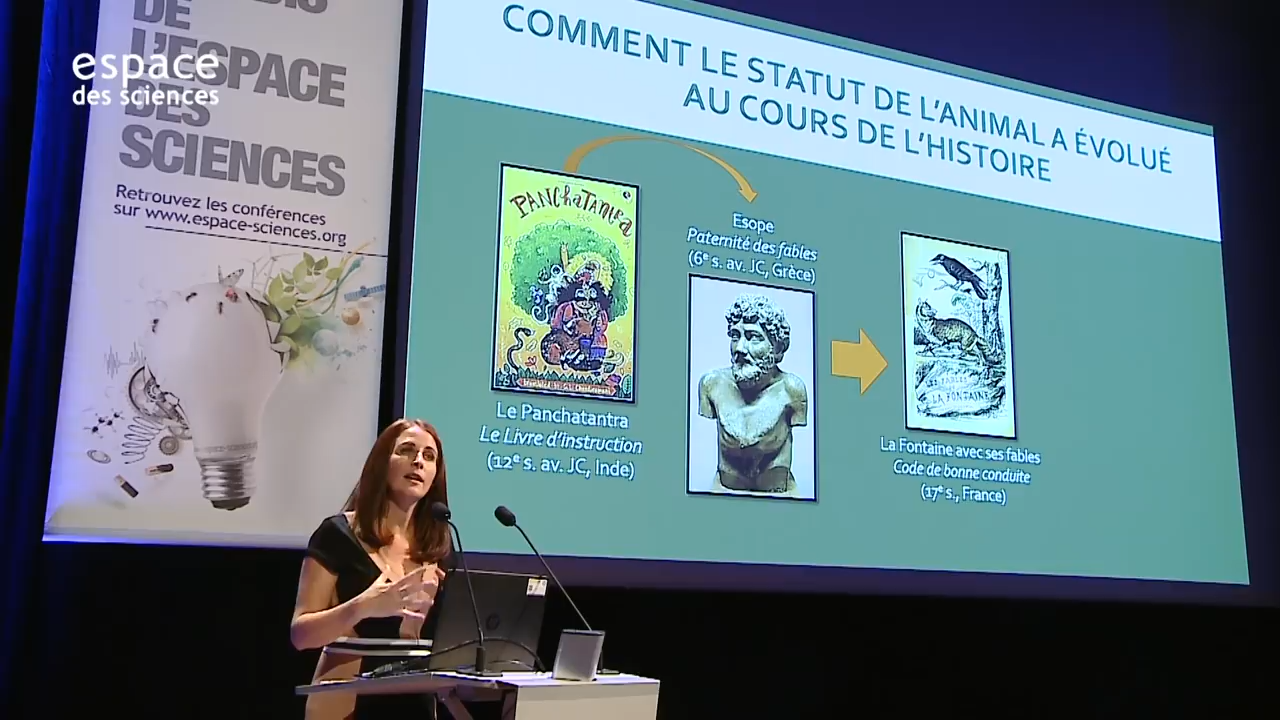 DE
L'ESPACE
DES
SCIENCES
Retrouvez les conférences
sur www.espace-sciences.org
espace
des sciences
COMMENT LE STATUT DE L'ANIMAL A ÉVOLUÉ
AU COURS DE L'HISTOIRE
PANCHATANTRA
Le Panchatantra
Le Livre d'instruction
(12e s. av. JC, Inde)
Esope
Paternité des fables
(6e s. av. JC, Grèce)
LES FABLES
LA FONTAINE
La Fontaine avec ses fables
Code de bonne conduite
(17e s., France)